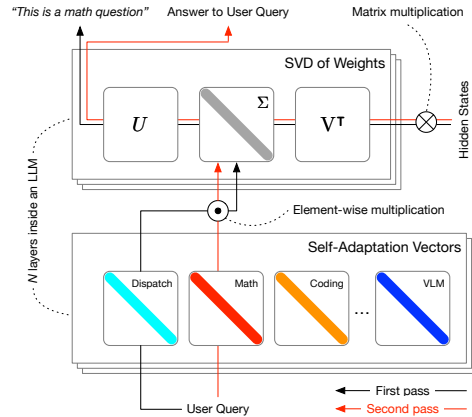 "This is a math question"
Answer to User Query
Matrix multiplication
SVD of Weights
U
Σ
V⊤
Hidden States
N layers inside an LLM
Element-wise multiplication
Self-Adaptation Vectors
Dispatch
Math
Coding
...
VLM
User Query
First pass
Second pass